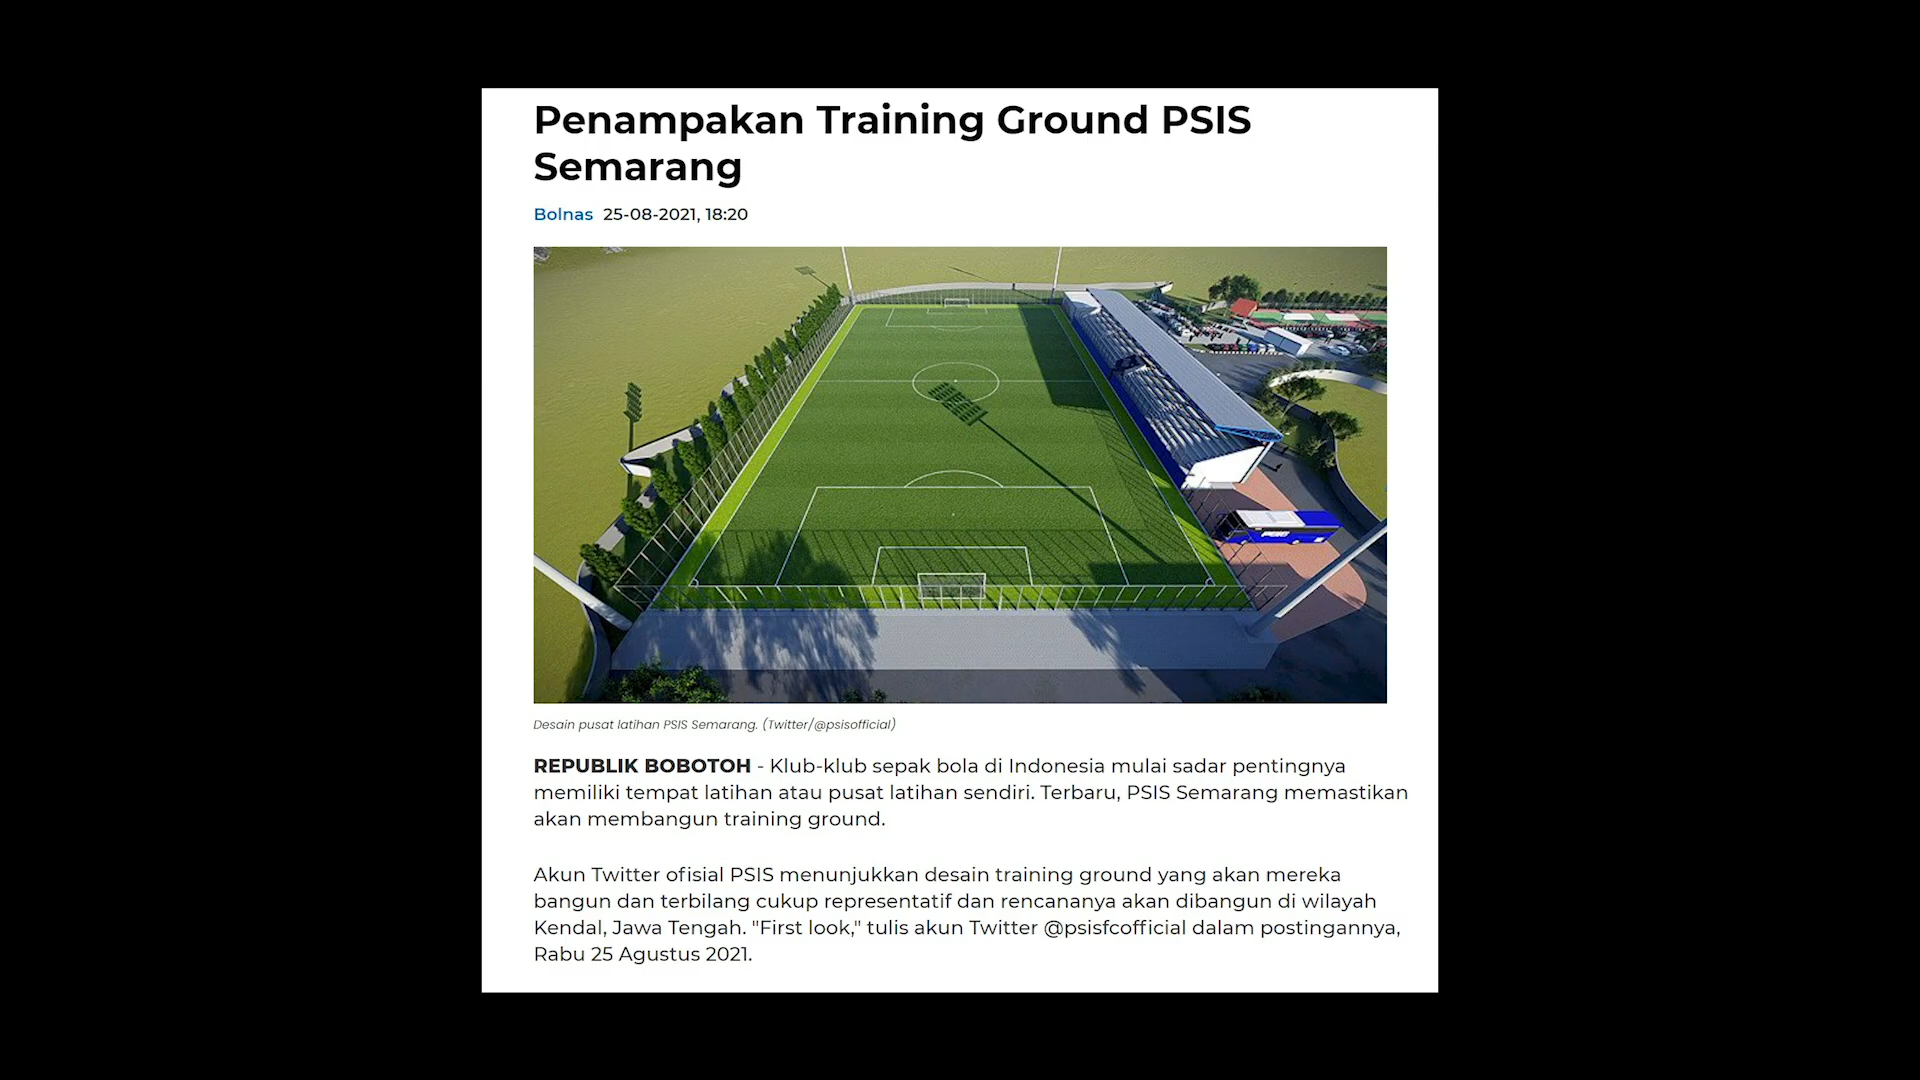 Penampakan Training Ground PSIS
Semarang
Bolnas 25-08-2021, 18:20
PSIS
Desain pusat latihan PSIS Semarang. (Twitter/@psisofficial)
REPUBLIK BOBOTOH - Klub-klub sepak bola di Indonesia mulai sadar pentingnya
memiliki tempat latihan atau pusat latihan sendiri. Terbaru, PSIS Semarang memastikan
akan membangun training ground.
Akun Twitter ofisial PSIS menunjukkan desain training ground yang akan mereka
bangun dan terbilang cukup representatif dan rencananya akan dibangun di wilayah
Kendal, Jawa Tengah. "First look," tulis akun Twitter @psisfcofficial dalam postingannya,
Rabu 25 Agustus 2021.